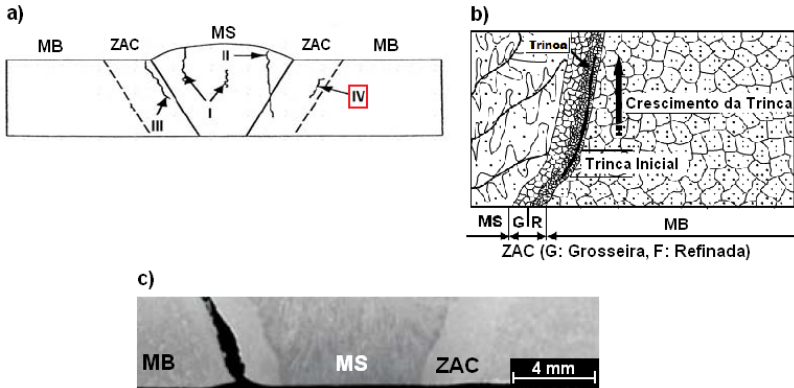 a)
MB
ZAC
MS
ZAC
MB
II
IV
I
III
b)
Trinca
Crescimento da Trinca
Trinca Inicial
MS
G
R
MB
ZAC (G: Grosseira, F: Refinada)
c)
MB
MS
ZAC
4 mm